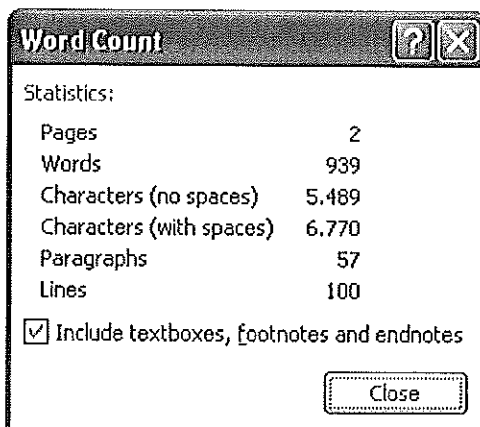 Word Count
Statistics:
Pages 2
Words 939
Characters (no spaces) 5.489
Characters (with spaces) 6.770
Paragraphs 57
Lines 100
Include textboxes, footnotes and endnotes
Close